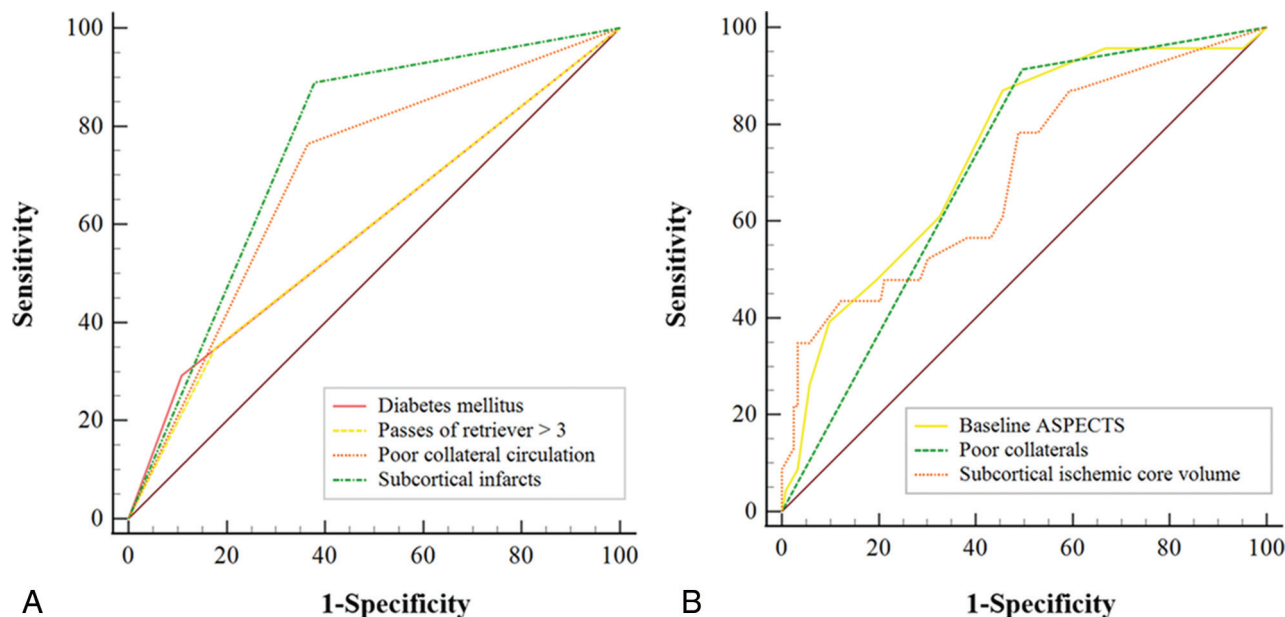 100
80
60
40
20
0
Sensitivity
Diabetes mellitus
Passes of retriever > 3
Poor collateral circulation
Subcortical infarcts
0 20 40 60 80 100
1-Specificity
A
100
80
60
40
20
0
Sensitivity
Baseline ASPECTS
Poor collaterals
Subcortical ischemic core volume
0 20 40 60 80 100
1-Specificity
B